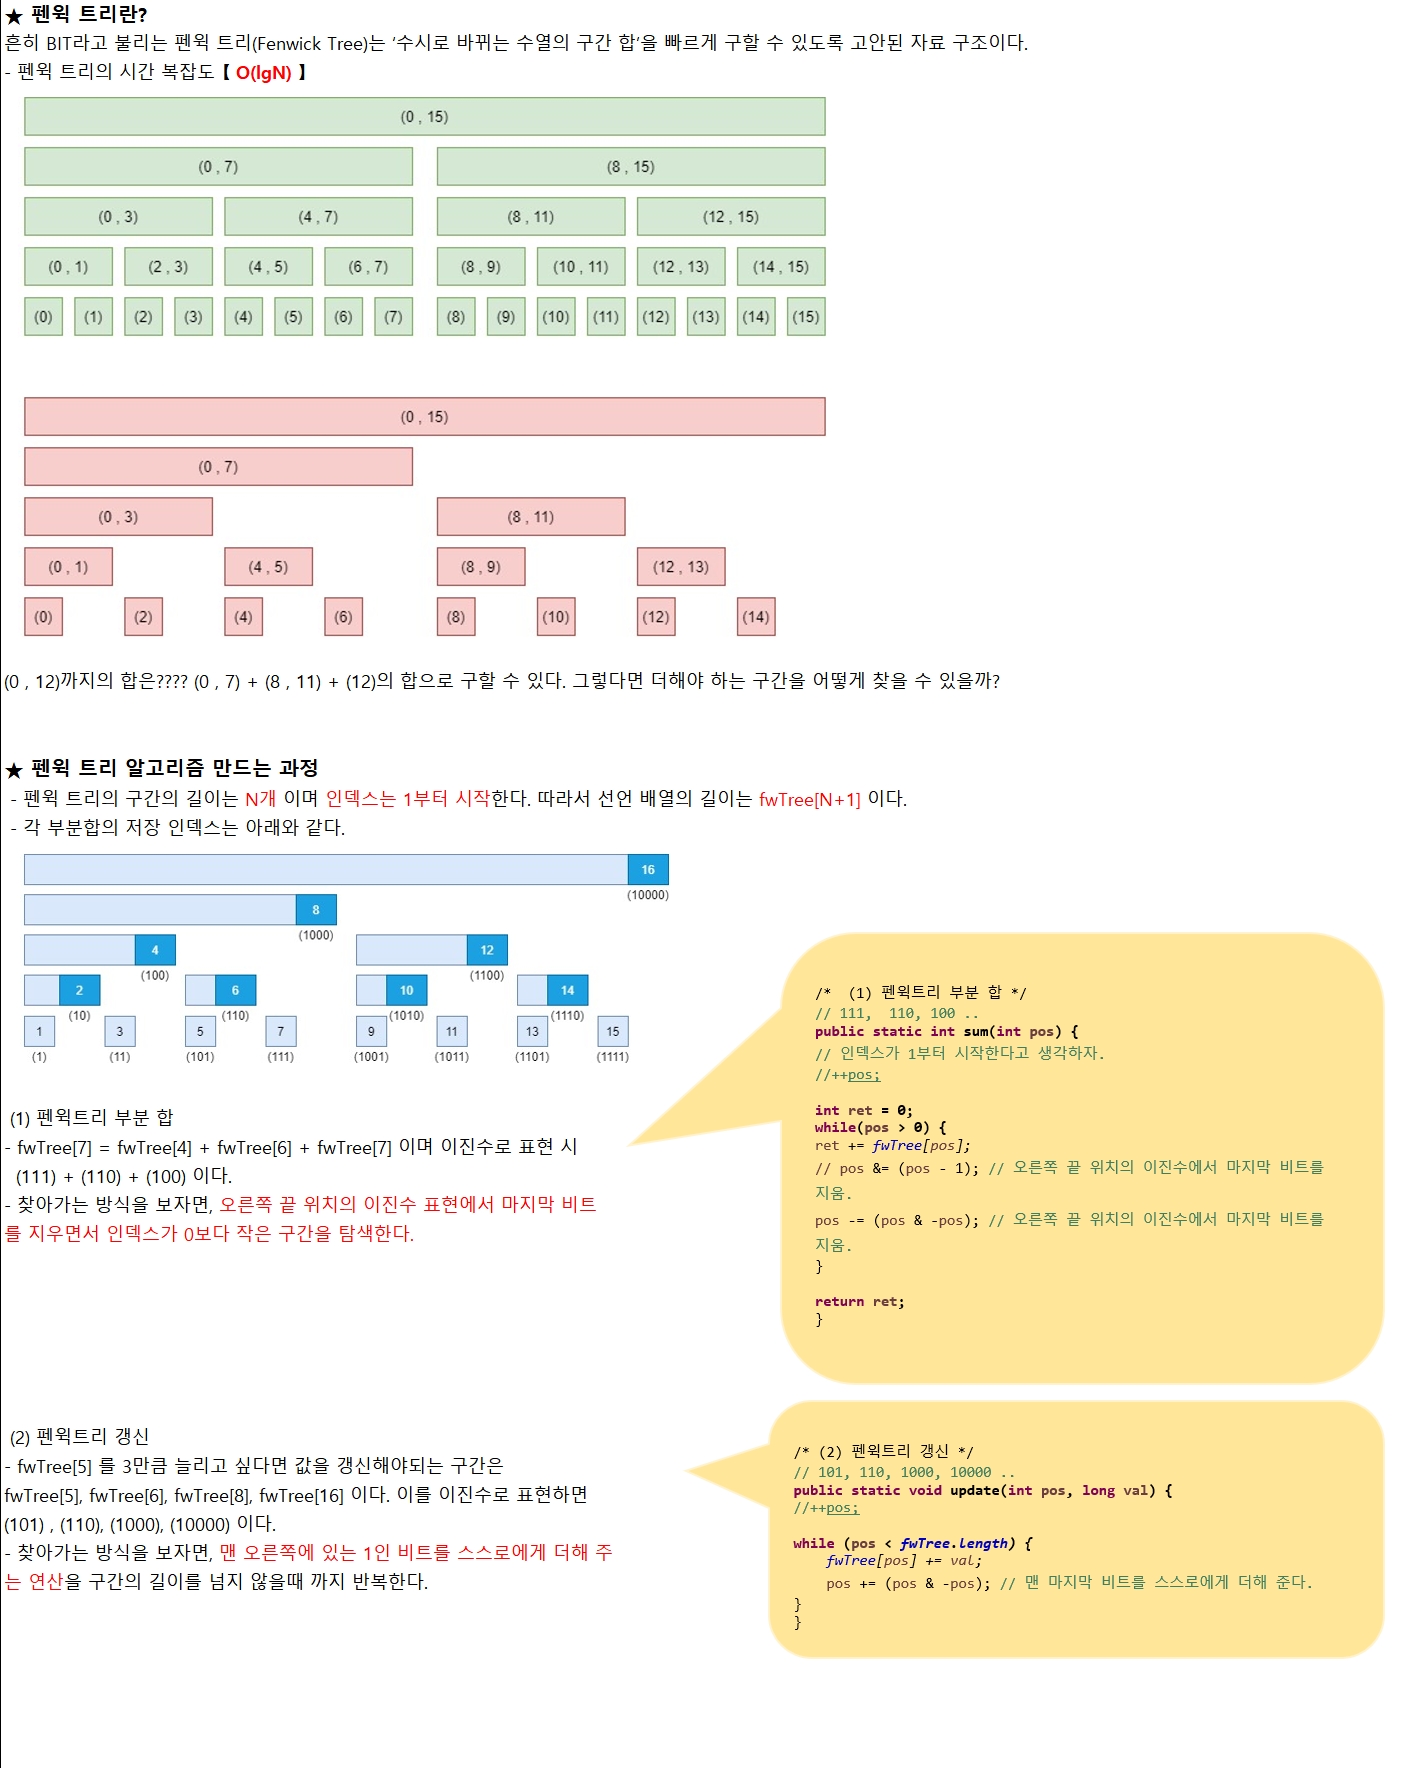 ★ 펜윅 트리란?
흔히 BIT라고 불리는 펜윅 트리(Fenwick Tree)는 '수시로 바뀌는 수열의 구간 합'을 빠르게 구할 수 있도록 고안된 자료 구조이다.
- 펜윅 트리의 시간 복잡도【 O(lgN) 】
(0 , 15)
(0 , 7) (8 , 15)
(0 , 3) (4 , 7) (8 , 11) (12 , 15)
(0 , 1) (2 , 3) (4 , 5) (6 , 7) (8 , 9) (10 , 11) (12 , 13) (14 , 15)
(0) (1) (2) (3) (4) (5) (6) (7) (8) (9) (10) (11) (12) (13) (14) (15)
(0 , 15)
(0 , 7)
(0 , 3) (8 , 11)
(0 , 1) (4 , 5) (8 , 9) (12 , 13)
(0) (2) (4) (6) (8) (10) (12) (14)
(0 , 12)까지의 합은???? (0 , 7) + (8 , 11) + (12)의 합으로 구할 수 있다. 그렇다면 더해야 하는 구간을 어떻게 찾을 수 있을까?
★ 펜윅 트리 알고리즘 만드는 과정
- 펜윅 트리의 구간의 길이는 N개 이며 인덱스는 1부터 시작한다. 따라서 선언 배열의 길이는 fwTree[N+1] 이다.
- 각 부분합의 저장 인덱스는 아래와 같다.
16
(10000)
8
(1000)
4 12
(100) (1100)
2 6 10 14
(10) (110) (1010) (1110)
1 3 5 7 9 11 13 15
(1) (11) (101) (111) (1001) (1011) (1101) (1111)
(1) 펜윅트리 부분 합
- fwTree[7] = fwTree[4] + fwTree[6] + fwTree[7] 이며 이진수로 표현 시
(111) + (110) + (100) 이다.
- 찾아가는 방식을 보자면, 오른쪽 끝 위치의 이진수 표현에서 마지막 비트
를 지우면서 인덱스가 0보다 작은 구간을 탐색한다.
/* (1) 펜윅트리 부분 합 */
// 111, 110, 100 ..
public static int sum(int pos) {
// 인덱스가 1부터 시작한다고 생각하자.
//++pos;
int ret = 0;
while(pos > 0) {
ret += fwTree[pos];
// pos &= (pos - 1); // 오른쪽 끝 위치의 이진수에서 마지막 비트를
지움.
pos -= (pos & -pos); // 오른쪽 끝 위치의 이진수에서 마지막 비트를
지움.
}
return ret;
}
(2) 펜윅트리 갱신
- fwTree[5] 를 3만큼 늘리고 싶다면 값을 갱신해야되는 구간은
fwTree[5], fwTree[6], fwTree[8], fwTree[16] 이다. 이를 이진수로 표현하면
(101) , (110), (1000), (10000) 이다.
- 찾아가는 방식을 보자면, 맨 오른쪽에 있는 1인 비트를 스스로에게 더해 주
는 연산을 구간의 길이를 넘지 않을때 까지 반복한다.
/* (2) 펜윅트리 갱신 */
// 101, 110, 1000, 10000 ..
public static void update(int pos, long val) {
//++pos;
while (pos < fwTree.length) {
fwTree[pos] += val;
pos += (pos & -pos); // 맨 마지막 비트를 스스로에게 더해 준다.
}
}